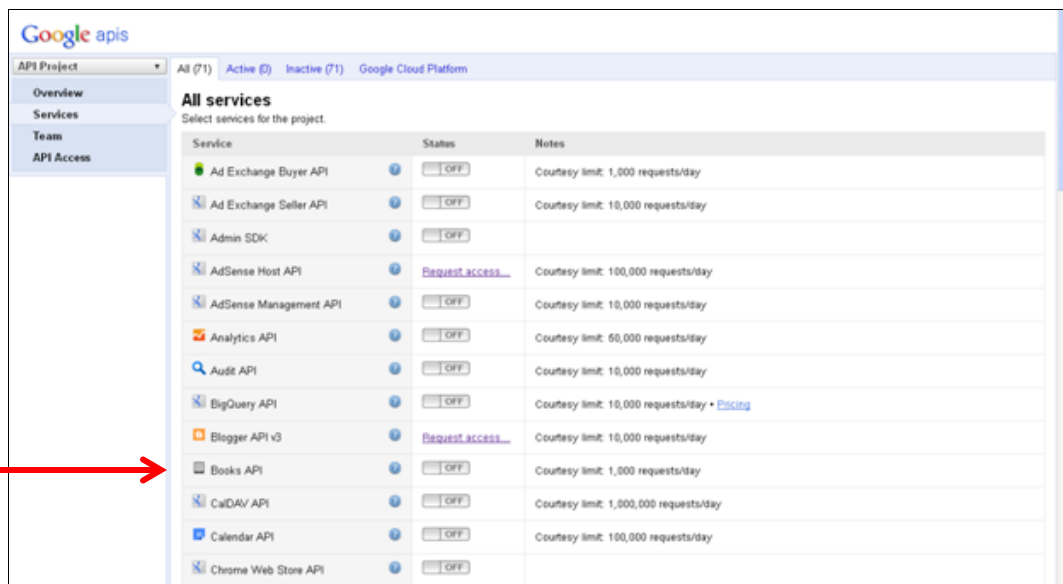 Google apis
API Project
All (71) Active (0) Inactive (71) Google Cloud Platform
Overview
Services
Team
API Access
All services
Select services for the project.
Service Status Notes
Ad Exchange Buyer API ? OFF Courtesy limit: 1,000 requests/day
Ad Exchange Seller API ? OFF Courtesy limit: 10,000 requests/day
Admin SDK ? OFF
AdSense Host API ? Request access... Courtesy limit: 100,000 requests/day
AdSense Management API ? OFF Courtesy limit: 10,000 requests/day
Analytics API ? OFF Courtesy limit: 50,000 requests/day
Audit API ? OFF Courtesy limit: 10,000 requests/day
BigQuery API ? OFF Courtesy limit: 10,000 requests/day • Pricing
Blogger API v3 ? Request access... Courtesy limit: 10,000 requests/day
Books API ? OFF Courtesy limit: 1,000 requests/day
CalDAV API ? OFF Courtesy limit: 1,000,000 requests/day
Calendar API ? OFF Courtesy limit: 100,000 requests/day
Chrome Web Store API ? OFF